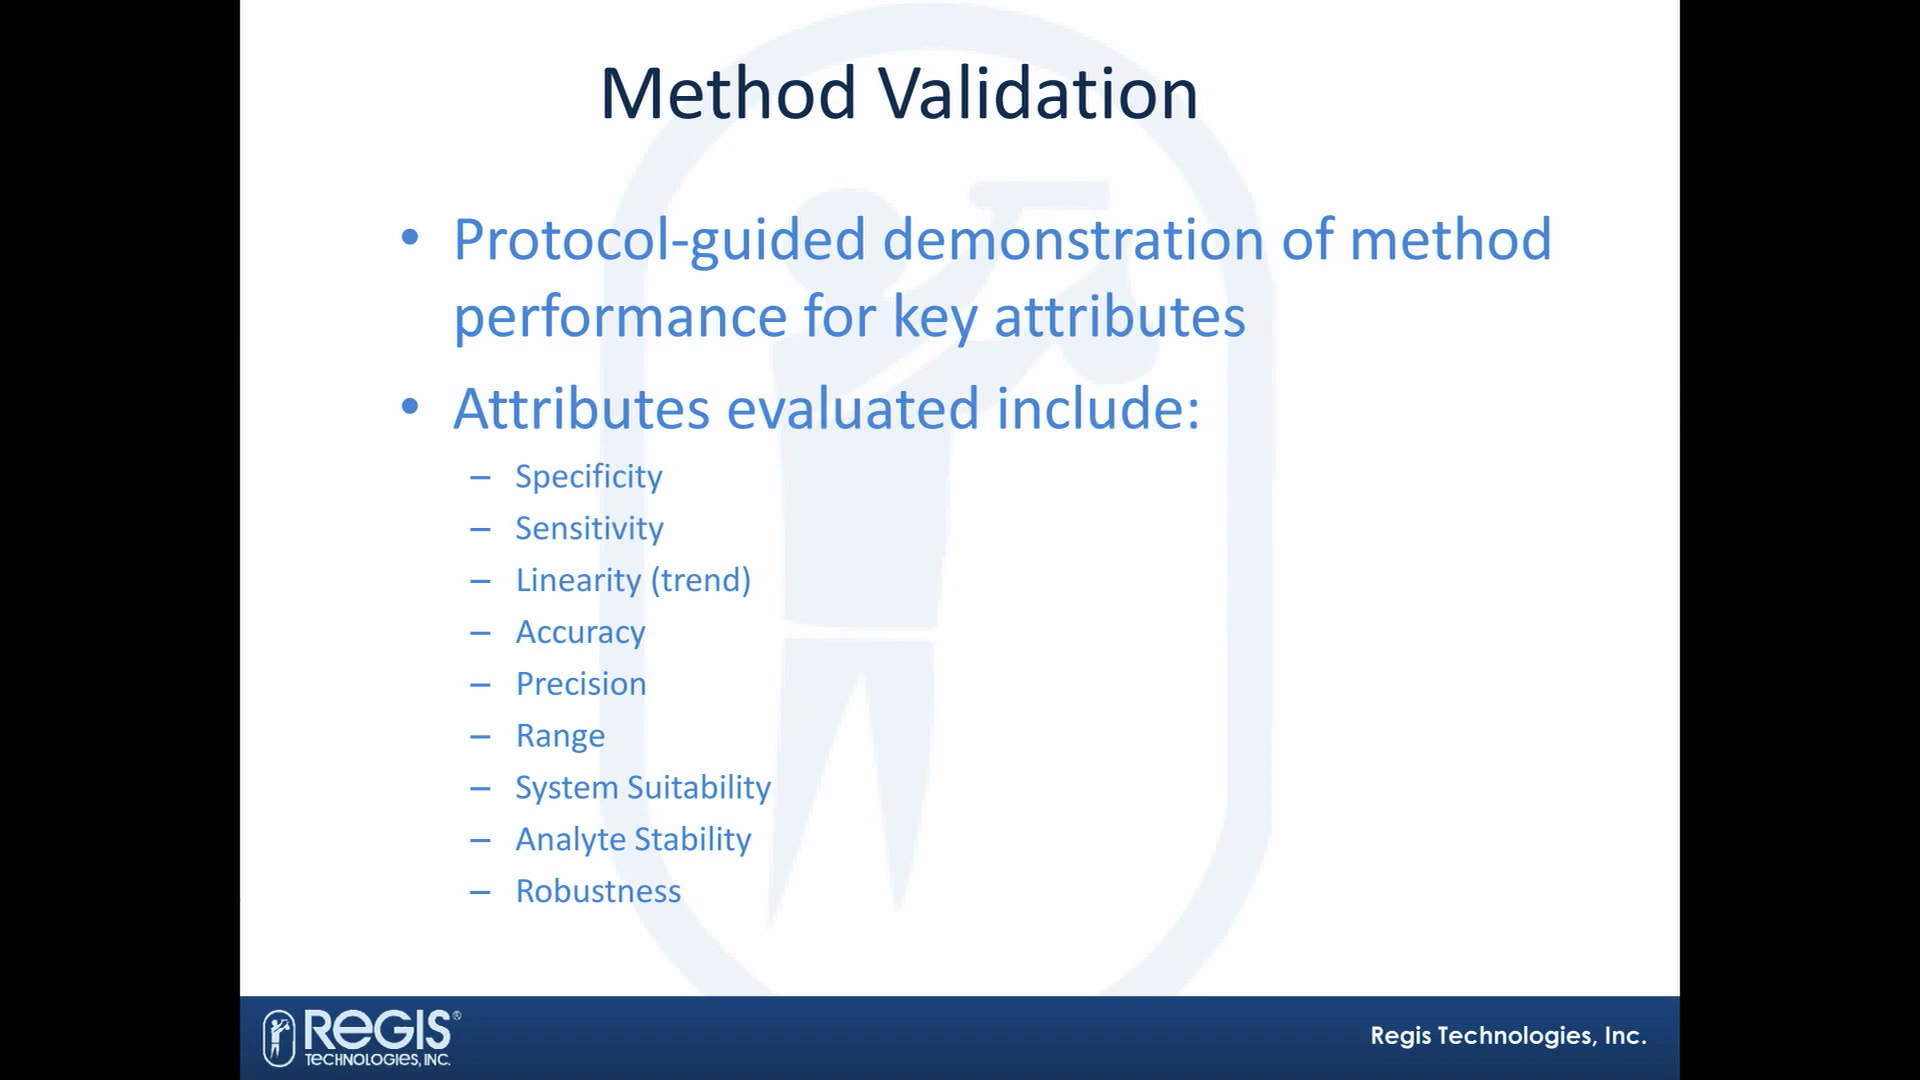 Method Validation
• Protocol-guided demonstration of method
performance for key attributes
• Attributes evaluated include:
– Specificity
– Sensitivity
– Linearity (trend)
– Accuracy
– Precision
– Range
– System Suitability
– Analyte Stability
– Robustness
REGIS®
TECHNOLOGIES, INC.
Regis Technologies, Inc.